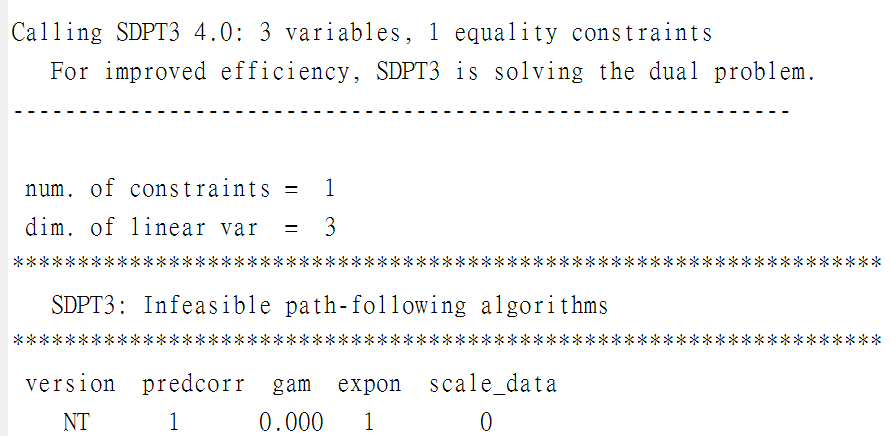 Calling SDPT3 4.0: 3 variables, 1 equality constraints
For improved efficiency, SDPT3 is solving the dual problem.
------------------------------------------------------------
num. of constraints = 1
dim. of linear var = 3
*******************************************************************
SDPT3: Infeasible path-following algorithms
*******************************************************************
version predcorr gam expon scale_data
NT 1 0.000 1 0